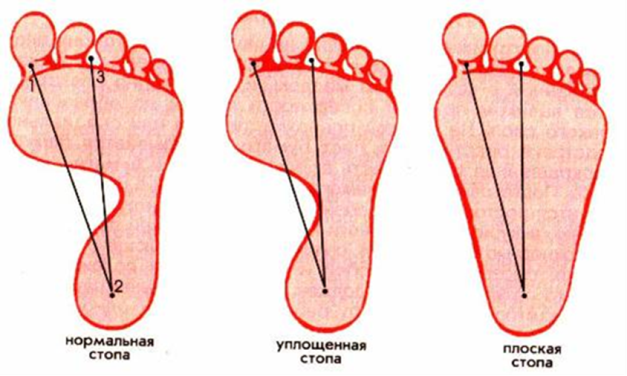 1
3
2
нормальная
стопа
уплощенная
стопа
плоская
стопа